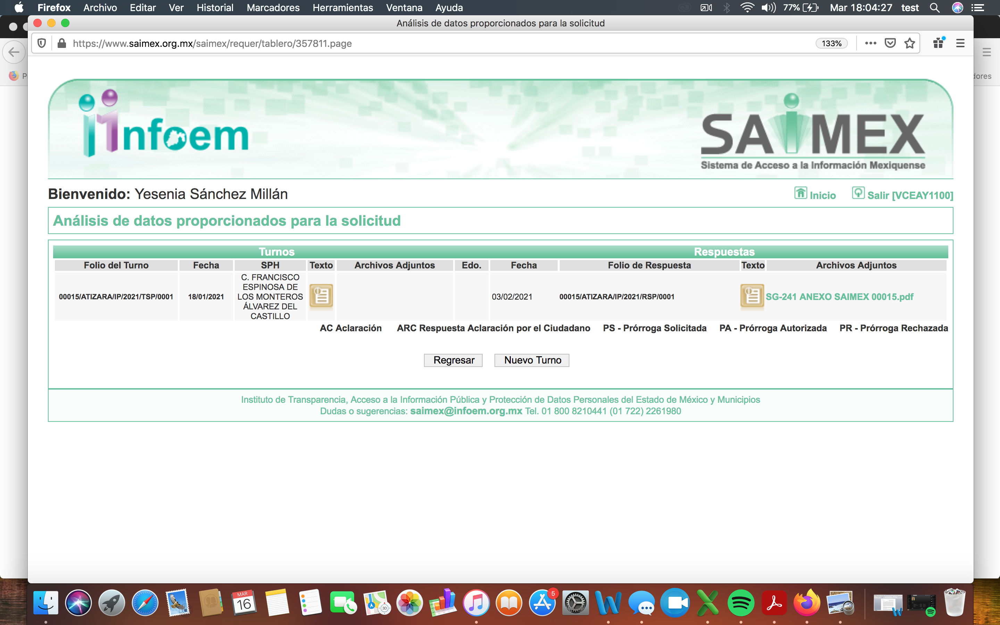 Firefox Archivo Editar Ver Historial Marcadores Herramientas Ventana Ayuda 77% Mar 18:04:27 test
Análisis de datos proporcionados para la solicitud
https://www.saimex.org.mx/saimex/requer/tablero/357811.page 133%
P
dores
infoem
SAIMEX
Sistema de Acceso a la Información Mexiquense
Bienvenido: Yesenia Sánchez Millán
Inicio Salir [VCEAY1100]
Análisis de datos proporcionados para la solicitud
Turnos Respuestas
Folio del Turno Fecha SPH Texto Archivos Adjuntos Edo. Fecha Folio de Respuesta Texto Archivos Adjuntos
00015/ATIZARA/IP/2021/TSP/0001 18/01/2021
C. FRANCISCO
ESPINOSA DE
LOS MONTEROS
ÁLVAREZ DEL
CASTILLO
03/02/2021 00015/ATIZARA/IP/2021/RSP/0001 SG-241 ANEXO SAIMEX 00015.pdf
AC Aclaración ARC Respuesta Aclaración por el Ciudadano PS - Prórroga Solicitada PA - Prórroga Autorizada PR - Prórroga Rechazada
Regresar Nuevo Turno
Instituto de Transparencia, Acceso a la Información Pública y Protección de Datos Personales del Estado de México y Municipios
Dudas o sugerencias: saimex@infoem.org.mx Tel. 01 800 8210441 (01 722) 2261980
MAR
16
3D
5